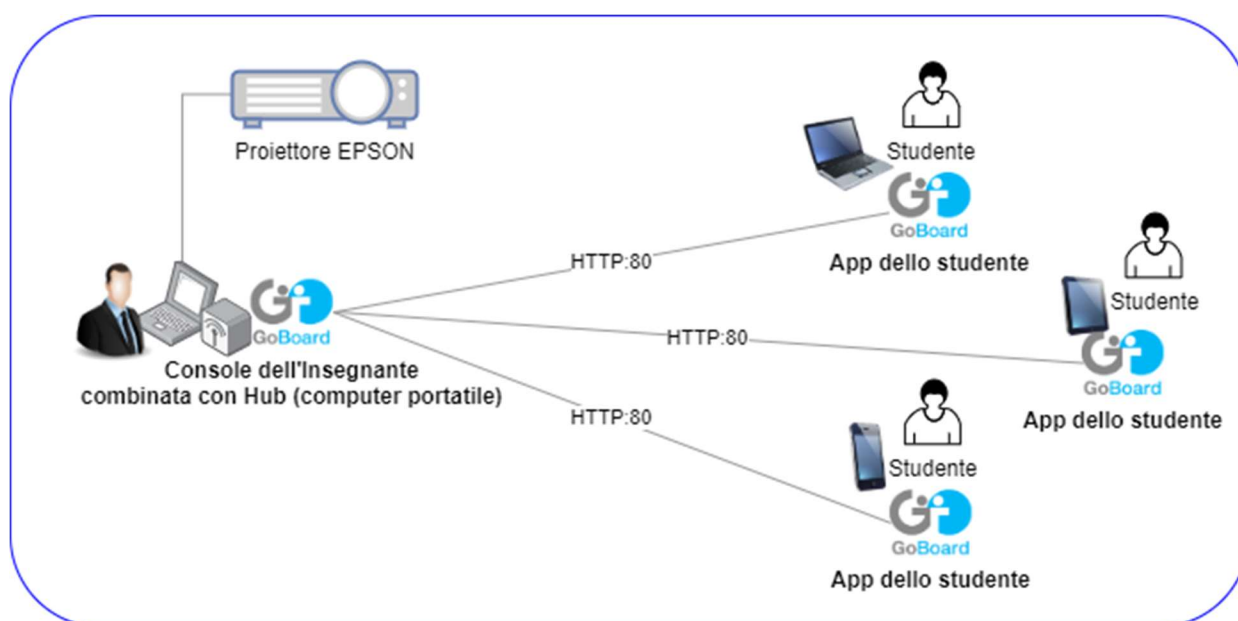 Proiettore EPSON
GoBoard
Console dell'Insegnante
combinata con Hub (computer portatile)
HTTP:80
HTTP:80
HTTP:80
Studente
GoBoard
App dello studente
Studente
GoBoard
App dello studente
Studente
GoBoard
App dello studente